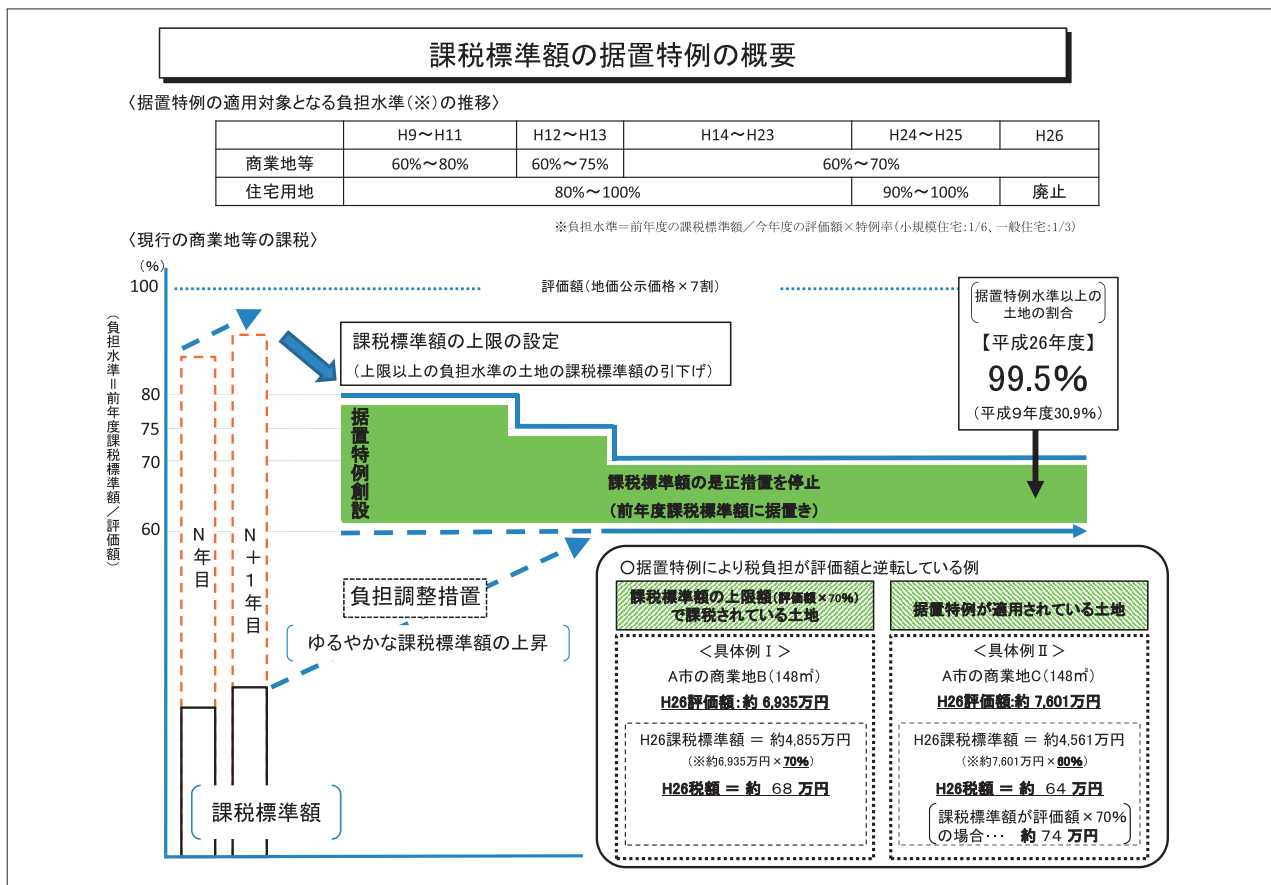 課税標準額の据置特例の概要
〈据置特例の適用対象となる負担水準(※)の推移〉
H9～H11 H12～H13 H14～H23 H24～H25 H26
商業地等 60%～80% 60%～75% 60%～70%
住宅用地 80%～100% 90%～100% 廃止
※負担水準＝前年度の課税標準額／今年度の評価額×特例率(小規模住宅:1/6、一般住宅:1/3)
〈現行の商業地等の課税〉
(%)
100
80
75
70
60
(負担水準＝前年度課税標準額／評価額)
評価額(地価公示価格×7割)
N年目
N＋1年目
課税標準額の上限の設定
(上限以上の負担水準の土地の課税標準額の引下げ)
据置特例水準以上の
土地の割合
【平成26年度】
99.5%
(平成9年度30.9%)
据置特例創設
課税標準額の是正措置を停止
(前年度課税標準額に据置き)
負担調整措置
ゆるやかな課税標準額の上昇
課税標準額
○据置特例により税負担が評価額と逆転している例
課税標準額の上限額(評価額×70%)
で課税されている土地
＜具体例Ⅰ＞
A市の商業地B(148㎡)
H26評価額:約 6,935万円
H26課税標準額 ＝ 約4,855万円
(※約6,935万円×70%)
H26税額 ＝ 約 68 万円
据置特例が適用されている土地
＜具体例Ⅱ＞
A市の商業地C(148㎡)
H26評価額:約 7,601万円
H26課税標準額 ＝ 約4,561万円
(※約7,601万円×60%)
H26税額 ＝ 約 64 万円
課税標準額が評価額×70%
の場合… 約 74 万円